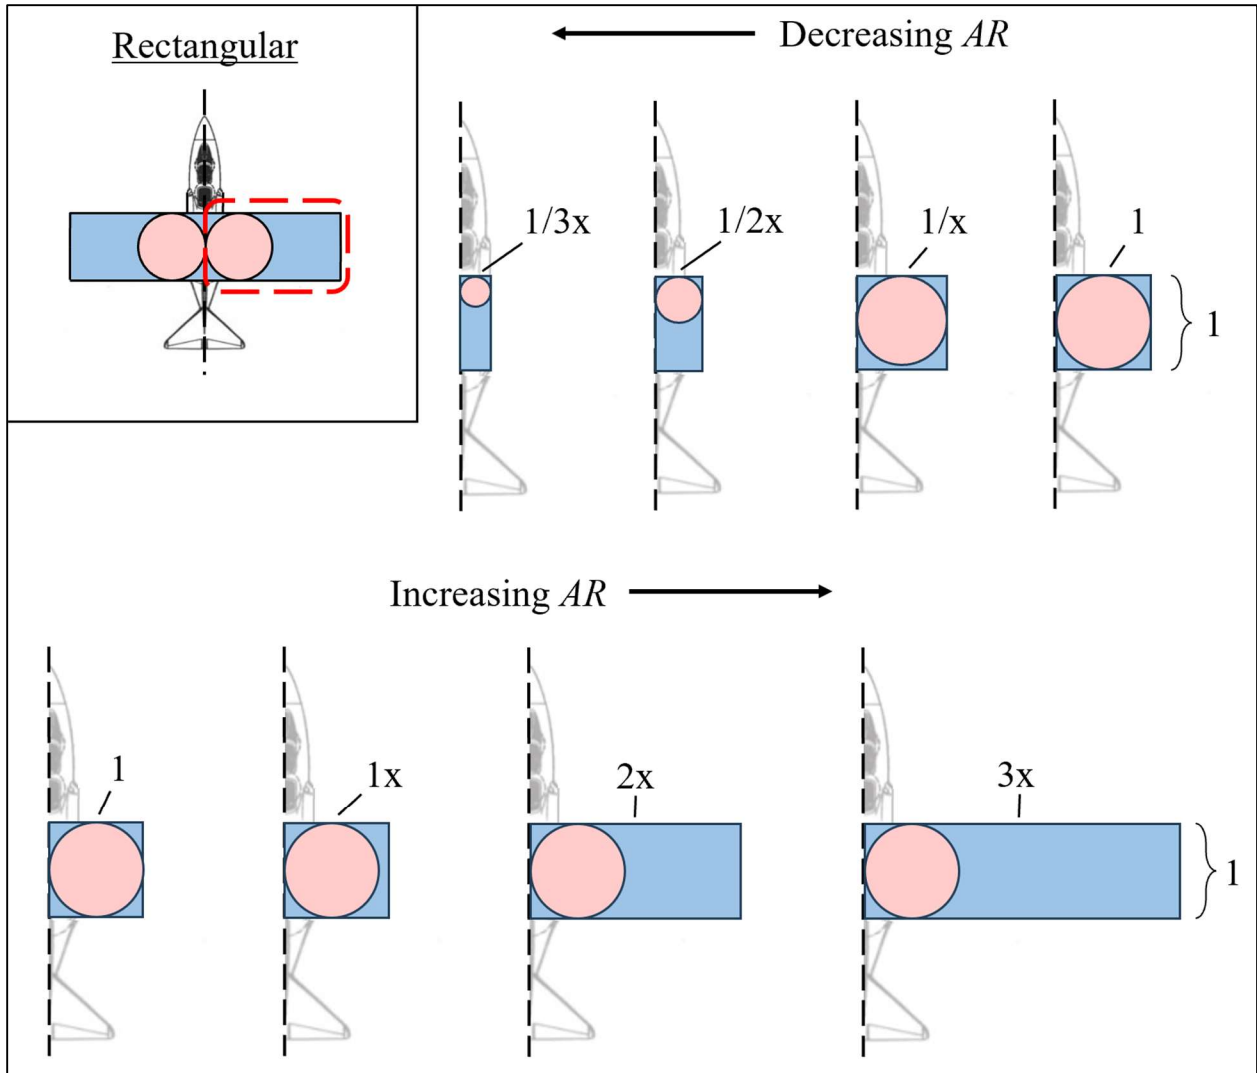 Rectangular
Decreasing AR
1/3x
1/2x
1/x
1
1
Increasing AR
1
1x
2x
3x
1